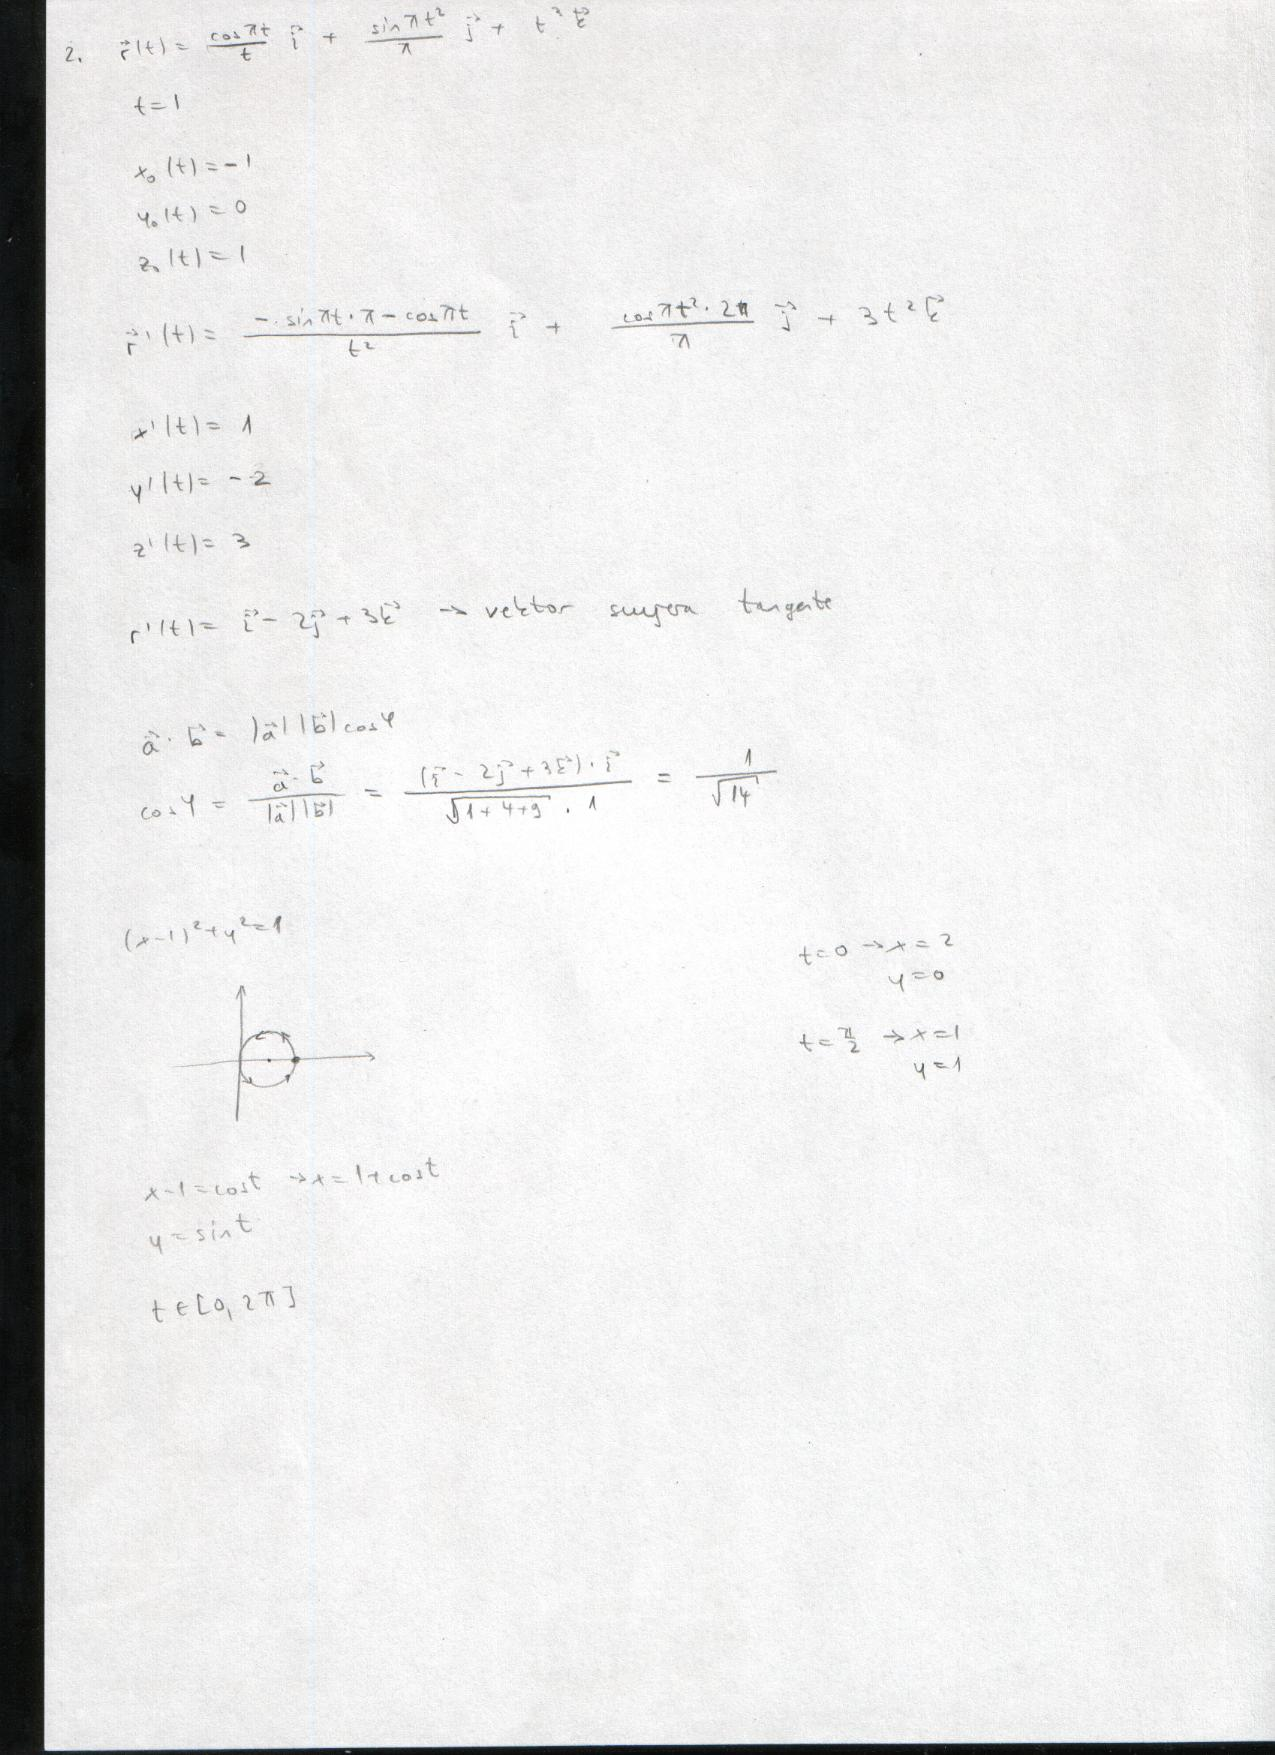 2. r⃗(t) = cos πt / t i⃗ + sin πt² / π j⃗ + t³ k⃗
t=1
x₀(t) = -1
y₀(t) = 0
z₀(t) = 1
r⃗'(t) = (- sin πt · π - cos πt) / t² i⃗ + (cos πt² · 2π) / π j⃗ + 3t² k⃗
x'(t) = 1
y'(t) = -2
z'(t) = 3
r'(t) = i⃗ - 2j⃗ + 3k⃗ → vektor smjera tangente
a⃗ · b⃗ = |a⃗| |b⃗| cos φ
cos φ = (a⃗ · b⃗) / (|a⃗| |b⃗|) = ((i⃗ - 2j⃗ + 3k⃗) · i⃗) / (√(1+4+9) · 1) = 1 / √14
(x-1)² + y² = 1
t=0 → x=2
y=0
t=π/2 → x=1
y=1
x-1 = cos t → x = 1+cos t
y = sin t
t ∈ [0, 2π]